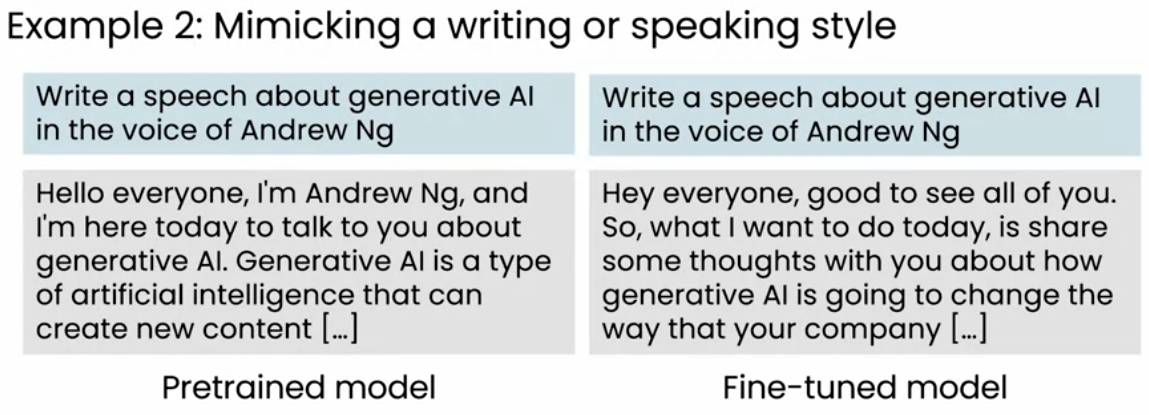 Example 2: Mimicking a writing or speaking style
Write a speech about generative AI
in the voice of Andrew Ng
Hello everyone, I'm Andrew Ng, and
I'm here today to talk to you about
generative AI. Generative AI is a type
of artificial intelligence that can
create new content [...]
Pretrained model
Write a speech about generative AI
in the voice of Andrew Ng
Hey everyone, good to see all of you.
So, what I want to do today, is share
some thoughts with you about how
generative AI is going to change the
way that your company [...]
Fine-tuned model